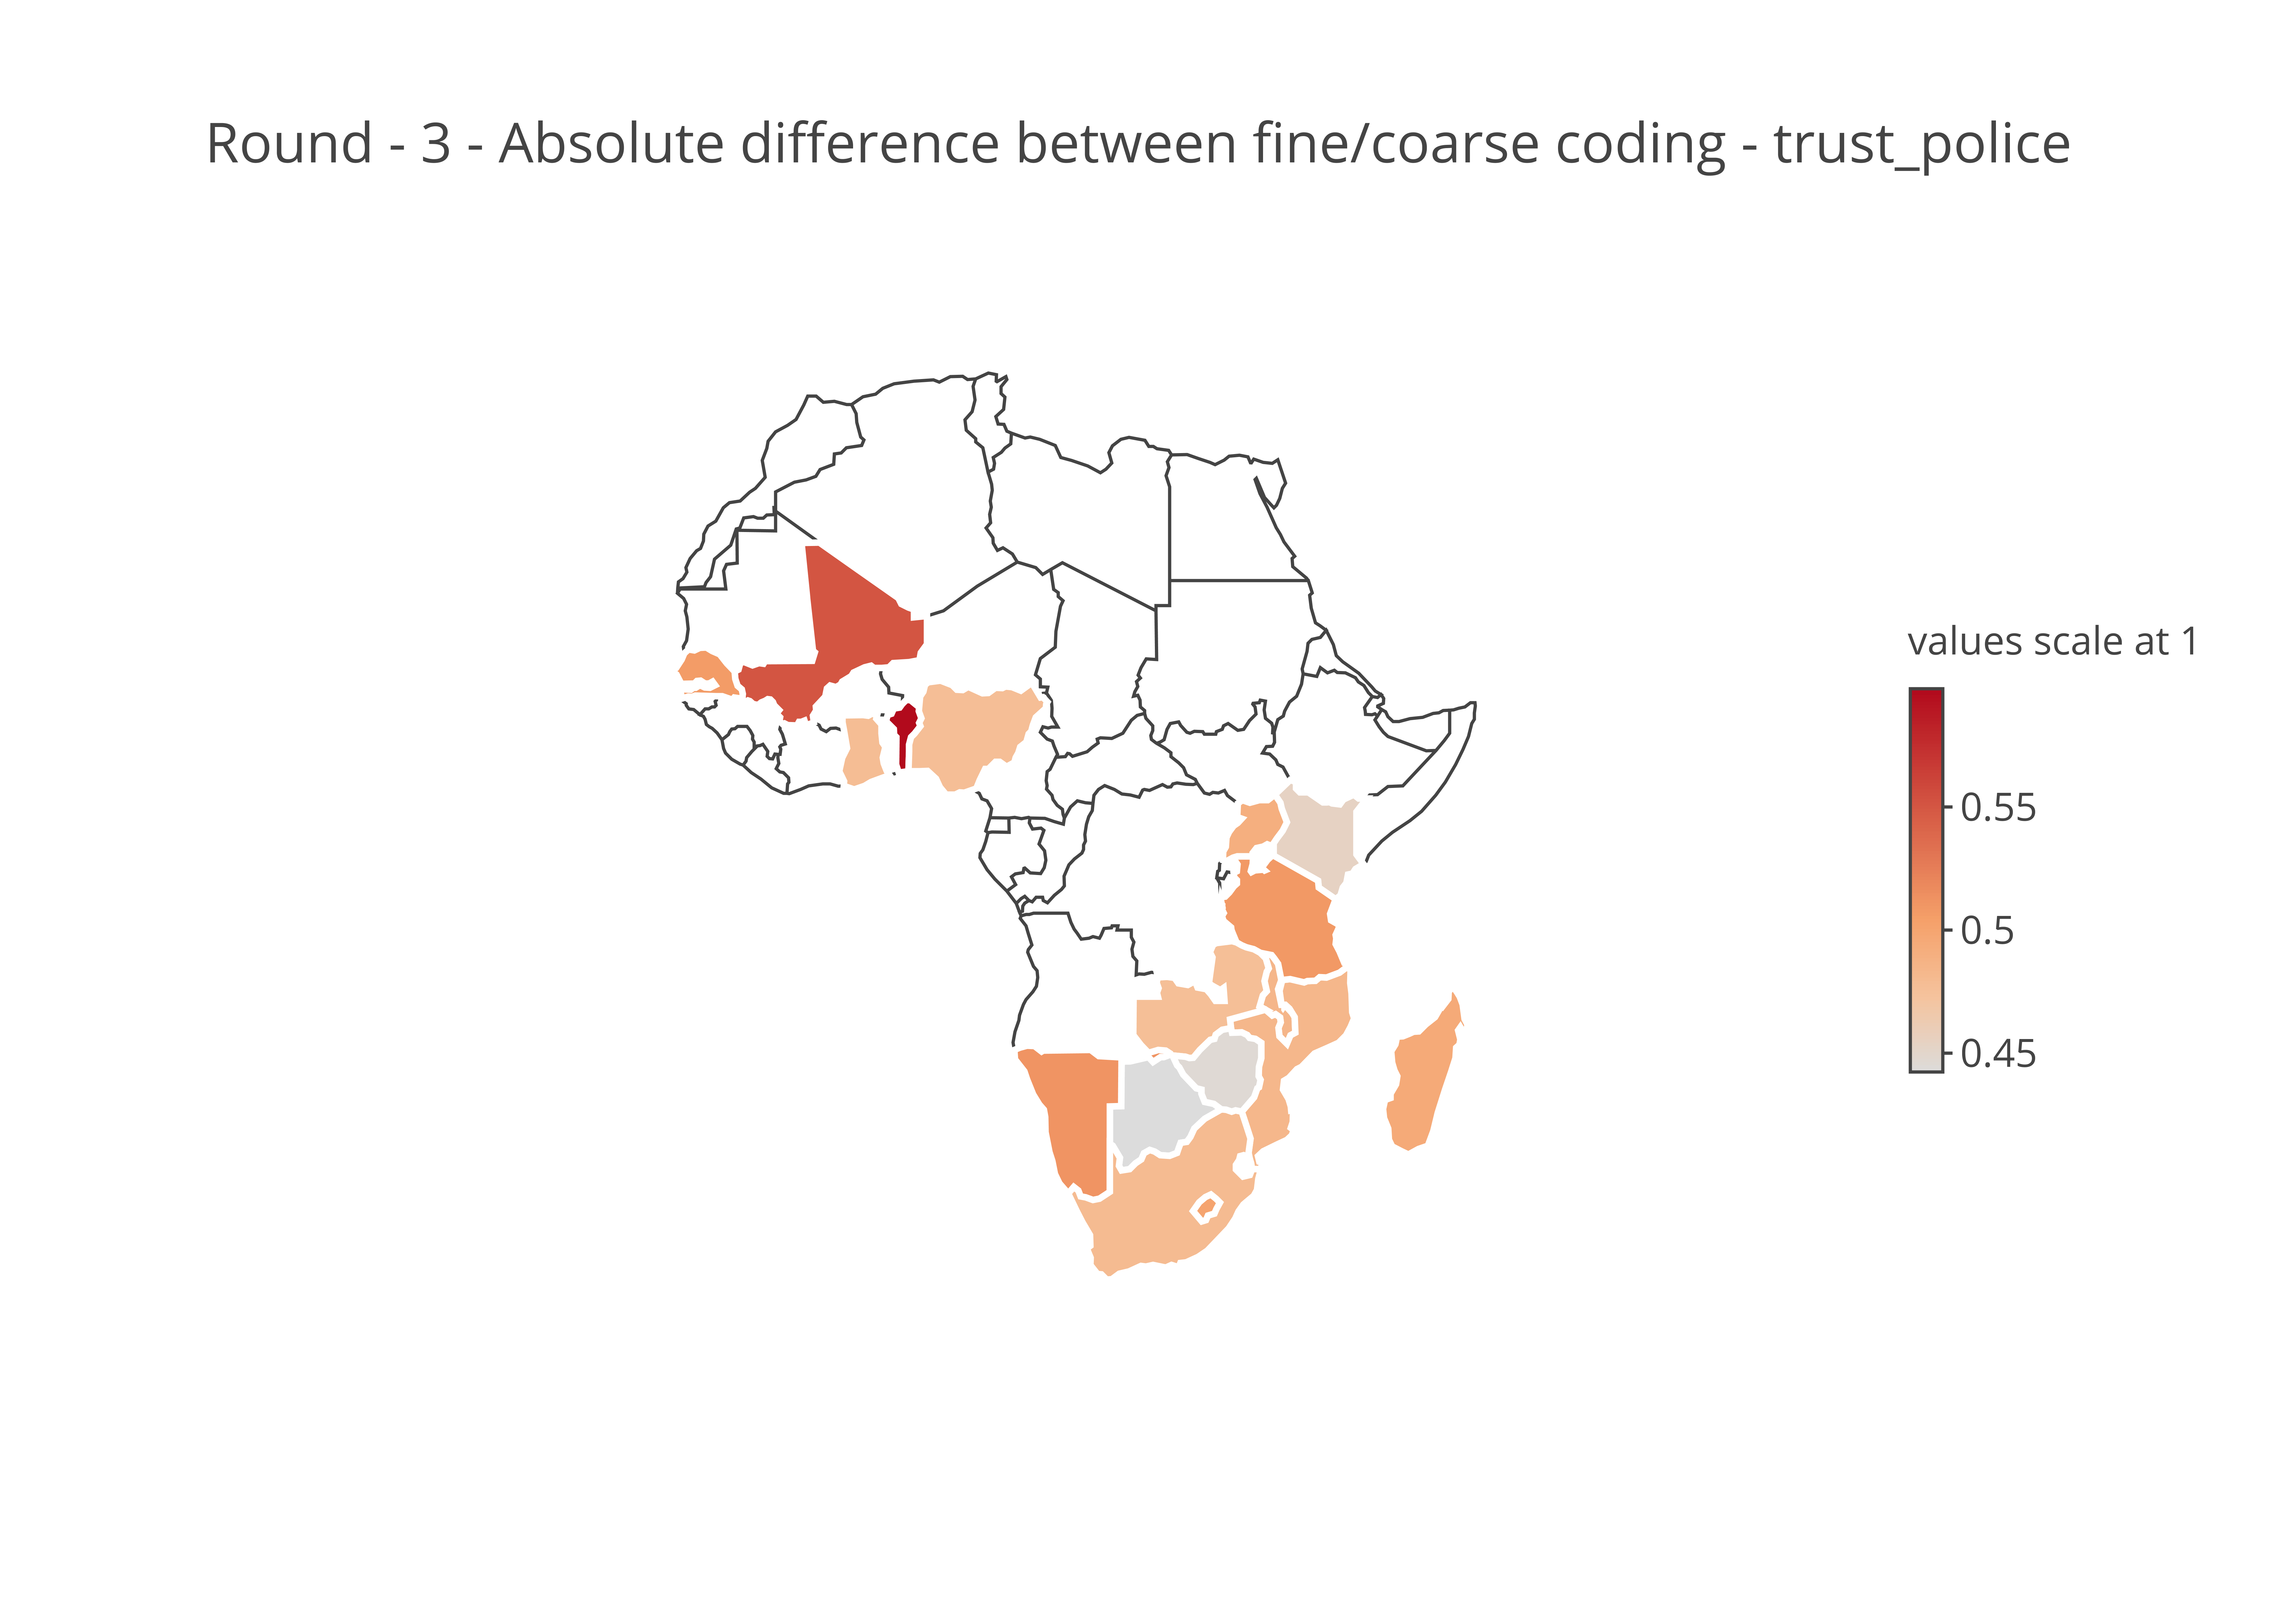 Round - 3 - Absolute difference between fine/coarse coding - trust_police
values scale at 1
0.55
0.5
0.45